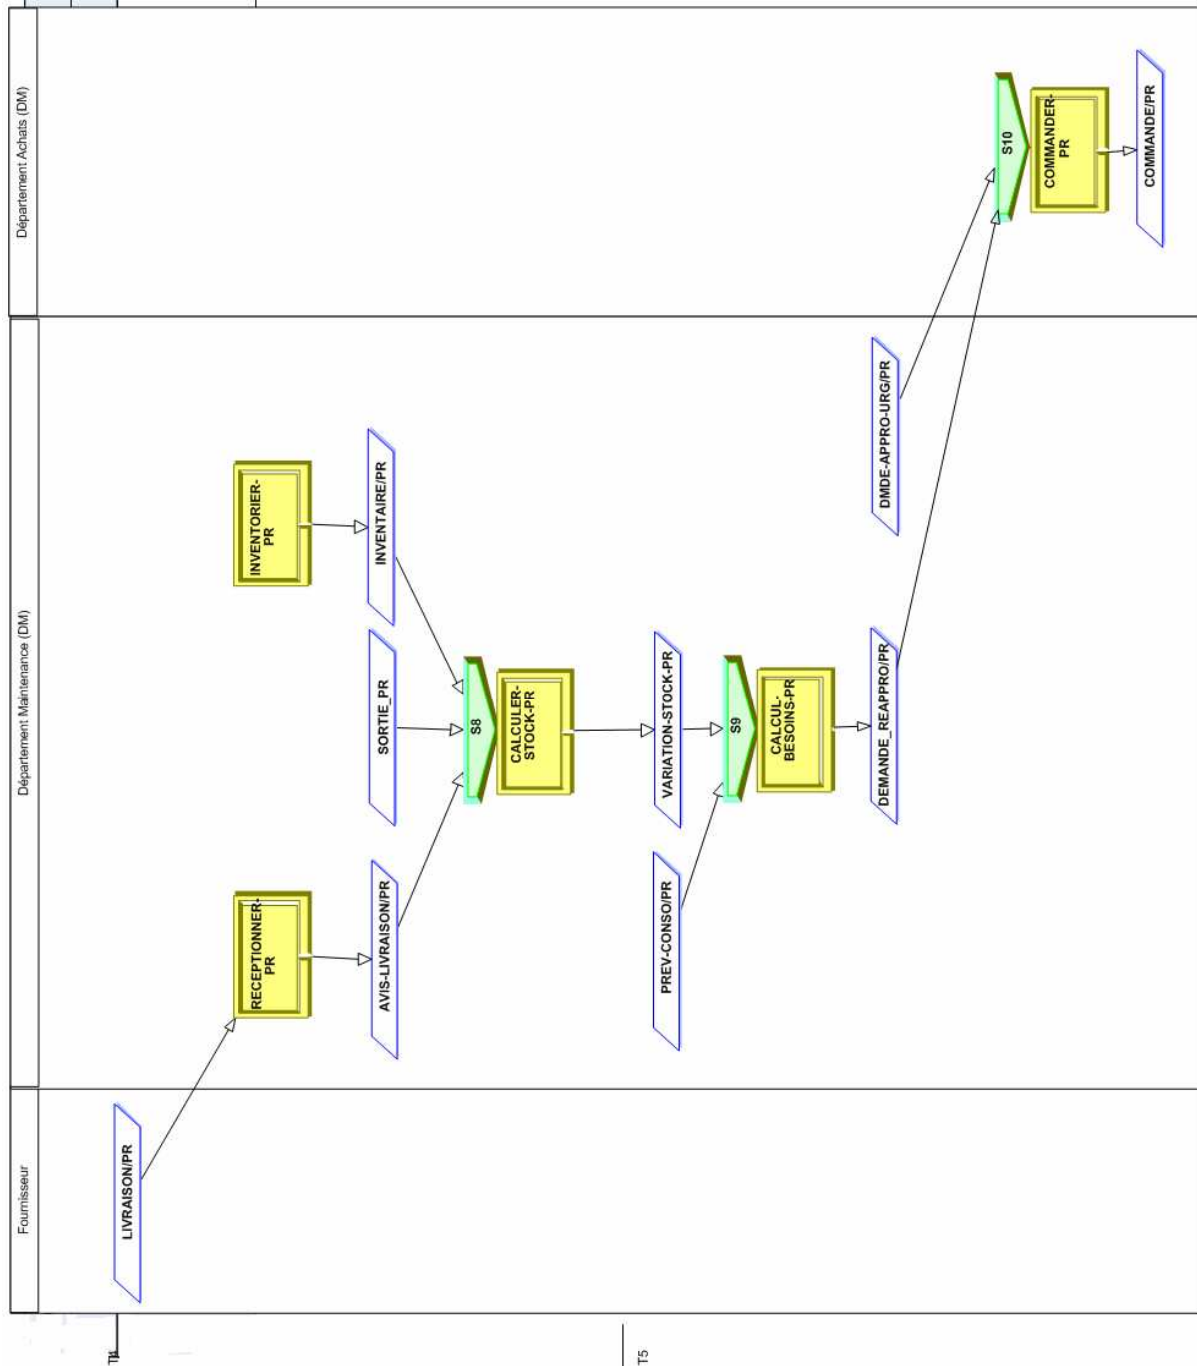 Fournisseur
Département Maintenance (DM)
Département Achats (DM)
LIVRAISON/PR
RECEPTIONNER-
PR
INVENTORIER-
PR
AVIS-LIVRAISON/PR
SORTIE_PR
INVENTAIRE/PR
S8
CALCULER-
STOCK-PR
T5
PREV-CONSO/PR
VARIATION-STOCK-PR
S9
CALCUL-
BESOINS-PR
DEMANDE_REAPPRO/PR
DMDE-APPRO-URG/PR
S10
COMMANDER-
PR
COMMANDE/PR